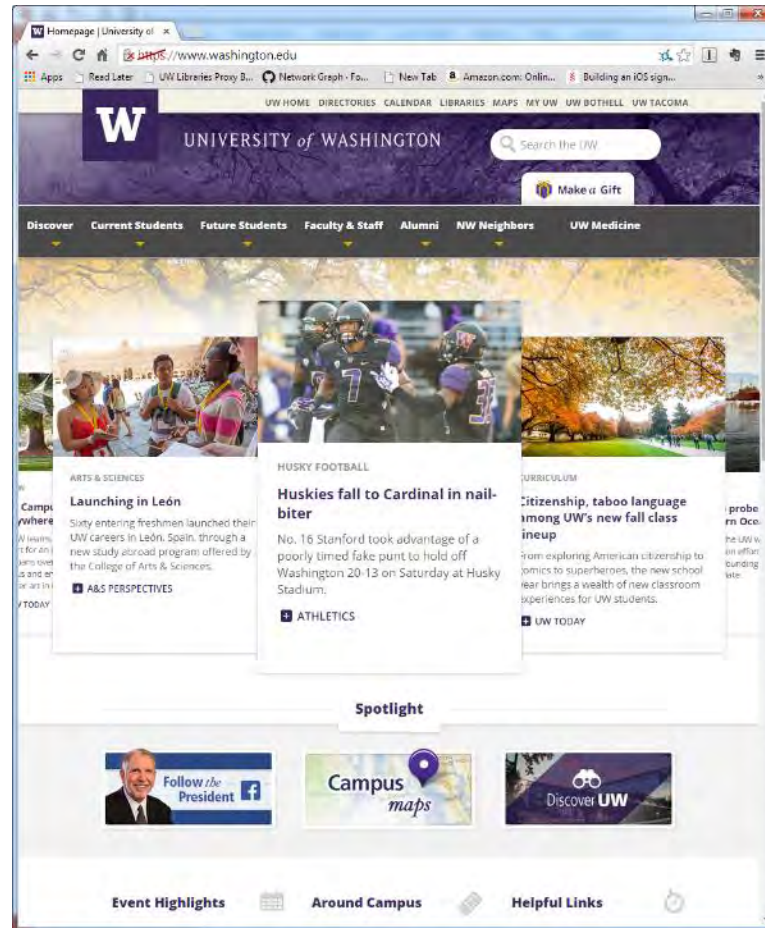 Homepage | University of
https://www.washington.edu
Apps Read Later UW Libraries Proxy B... Network Graph · Fo... New Tab Amazon.com: Onlin... Building an iOS sign...
UW HOME DIRECTORIES CALENDAR LIBRARIES MAPS MY UW UW BOTHELL UW TACOMA
W
UNIVERSITY of WASHINGTON
Search the UW
Make a Gift
Discover Current Students Future Students Faculty & Staff Alumni NW Neighbors UW Medicine
ARTS & SCIENCES
Launching in León
Sixty entering freshmen launched their
UW careers in León, Spain, through a
new study abroad program offered by
the College of Arts & Sciences.
A&S PERSPECTIVES
HUSKY FOOTBALL
Huskies fall to Cardinal in nail-
biter
No. 16 Stanford took advantage of a
poorly timed fake punt to hold off
Washington 20-13 on Saturday at Husky
Stadium.
ATHLETICS
CURRICULUM
Citizenship, taboo language
among UW's new fall class
lineup
From exploring American citizenship to
comics to superheroes, the new school
year brings a wealth of new classroom
experiences for UW students.
UW TODAY
Spotlight
Follow the
President
Campus
maps
Discover UW
Event Highlights Around Campus Helpful Links